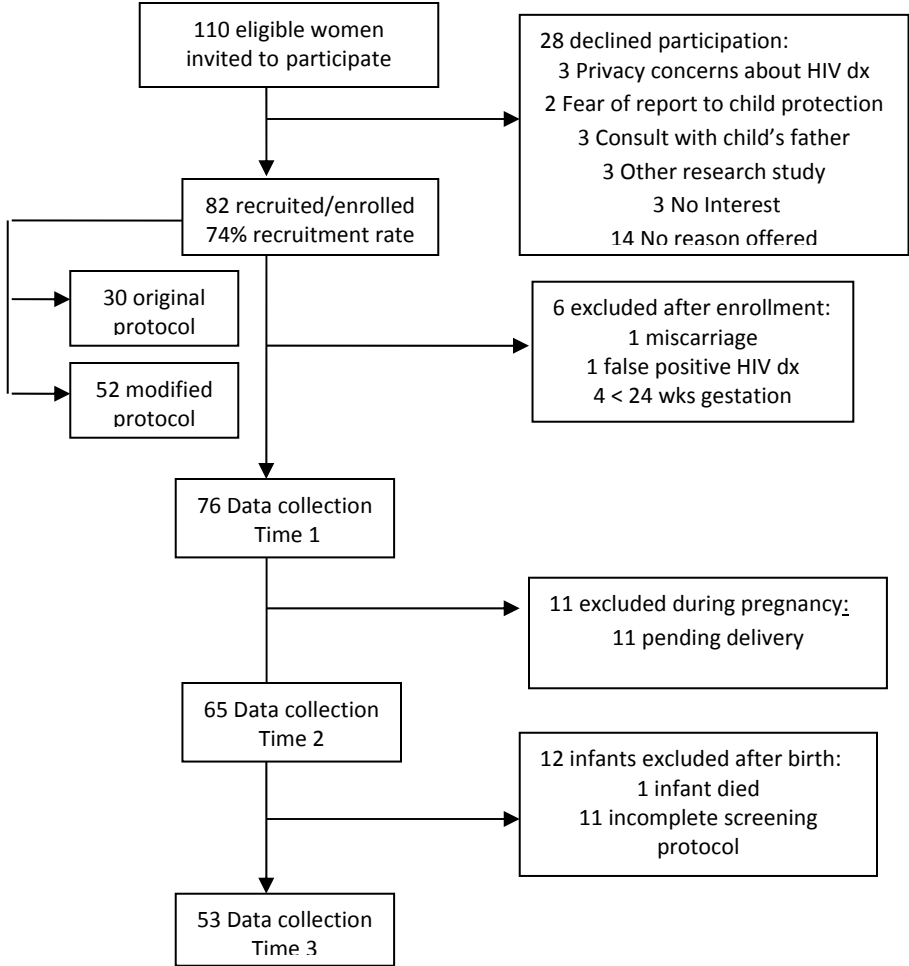 110 eligible women
invited to participate
28 declined participation:
3 Privacy concerns about HIV dx
2 Fear of report to child protection
3 Consult with child’s father
3 Other research study
3 No Interest
14 No reason offered
82 recruited/enrolled
74% recruitment rate
30 original
protocol
52 modified
protocol
6 excluded after enrollment:
1 miscarriage
1 false positive HIV dx
4 < 24 wks gestation
76 Data collection
Time 1
11 excluded during pregnancy:
11 pending delivery
65 Data collection
Time 2
12 infants excluded after birth:
1 infant died
11 incomplete screening
protocol
53 Data collection
Time 3